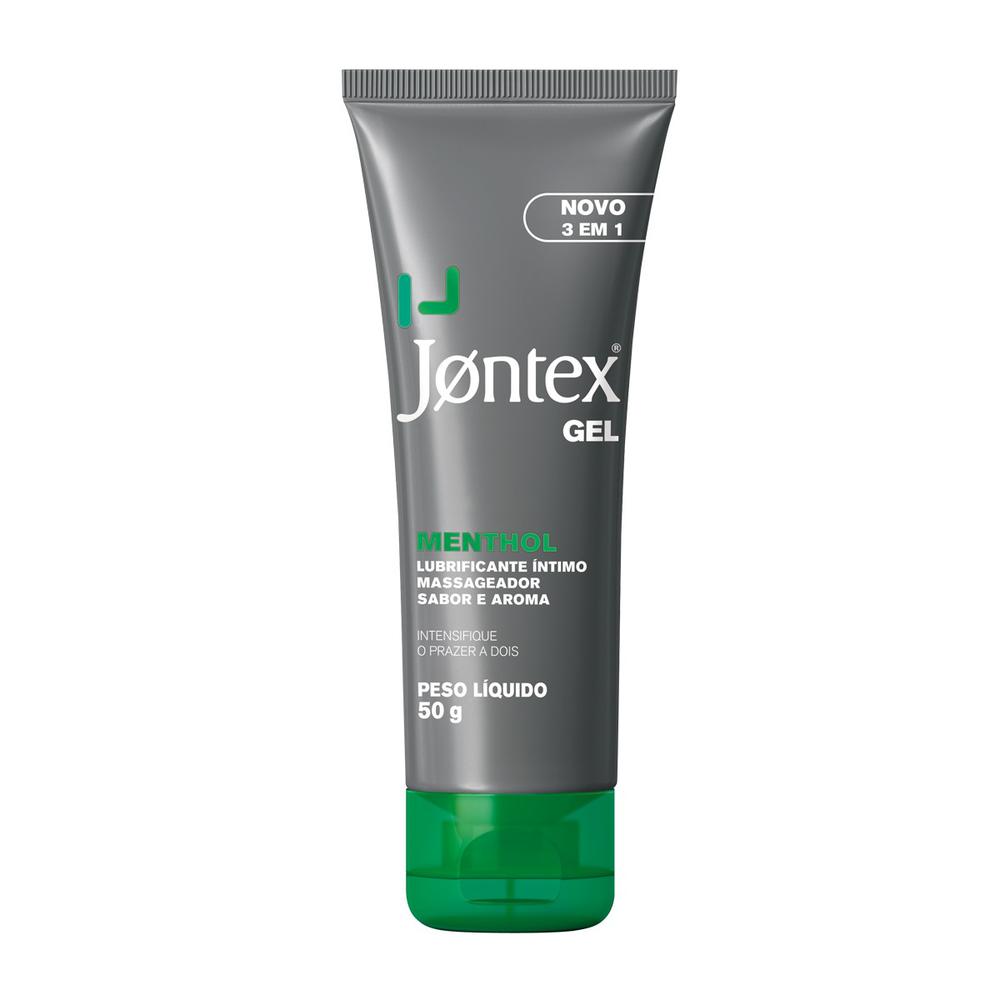 NOVO
3 EM 1
Jøntex®
GEL
MENTHOL
LUBRIFICANTE ÍNTIMO
MASSAGEADOR
SABOR E AROMA
INTENSIFIQUE
O PRAZER A DOIS
PESO LÍQUIDO
50 g